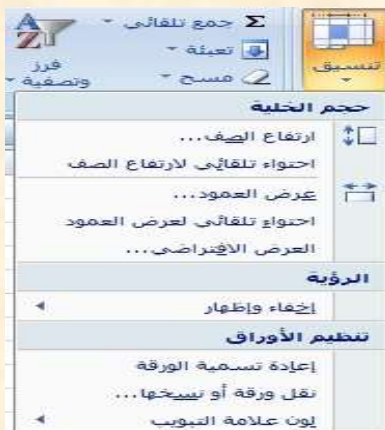 Σ جمع تلقائي
تعبئة
مسح
فرز
وتصفية
تنسيق
حجم الخلية
ارتفاع الصف...
احتواء تلقائي لارتفاع الصف
عرض العمود...
احتواء تلقائي لعرض العمود
العرض الافتراضي...
الرؤية
إخفاء وإظهار
تنظيم الأوراق
إعادة تسمية الورقة
نقل ورقة أو نسخها...
لون علامة التبويب